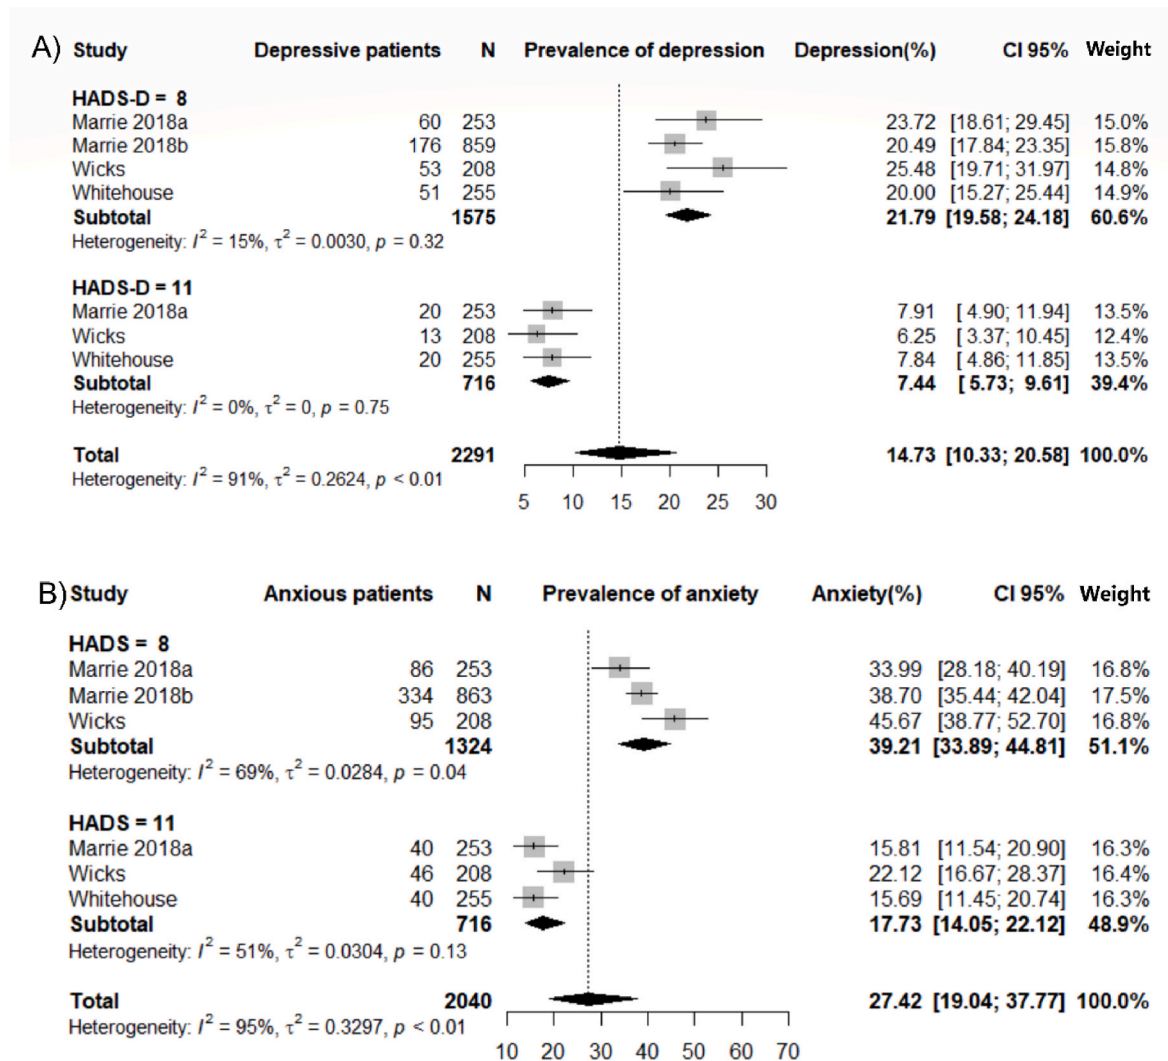 A) Study Depressive patients N Prevalence of depression Depression(%) CI 95% Weight
HADS-D = 8
Marrie 2018a 60 253 23.72 [18.61; 29.45] 15.0%
Marrie 2018b 176 859 20.49 [17.84; 23.35] 15.8%
Wicks 53 208 25.48 [19.71; 31.97] 14.8%
Whitehouse 51 255 20.00 [15.27; 25.44] 14.9%
Subtotal 1575 21.79 [19.58; 24.18] 60.6%
Heterogeneity: I² = 15%, τ² = 0.0030, p = 0.32
HADS-D = 11
Marrie 2018a 20 253 7.91 [ 4.90; 11.94] 13.5%
Wicks 13 208 6.25 [ 3.37; 10.45] 12.4%
Whitehouse 20 255 7.84 [ 4.86; 11.85] 13.5%
Subtotal 716 7.44 [ 5.73; 9.61] 39.4%
Heterogeneity: I² = 0%, τ² = 0, p = 0.75
Total 2291 14.73 [10.33; 20.58] 100.0%
Heterogeneity: I² = 91%, τ² = 0.2624, p < 0.01
5 10 15 20 25 30
B) Study Anxious patients N Prevalence of anxiety Anxiety(%) CI 95% Weight
HADS = 8
Marrie 2018a 86 253 33.99 [28.18; 40.19] 16.8%
Marrie 2018b 334 863 38.70 [35.44; 42.04] 17.5%
Wicks 95 208 45.67 [38.77; 52.70] 16.8%
Subtotal 1324 39.21 [33.89; 44.81] 51.1%
Heterogeneity: I² = 69%, τ² = 0.0284, p = 0.04
HADS = 11
Marrie 2018a 40 253 15.81 [11.54; 20.90] 16.3%
Wicks 46 208 22.12 [16.67; 28.37] 16.4%
Whitehouse 40 255 15.69 [11.45; 20.74] 16.3%
Subtotal 716 17.73 [14.05; 22.12] 48.9%
Heterogeneity: I² = 51%, τ² = 0.0304, p = 0.13
Total 2040 27.42 [19.04; 37.77] 100.0%
Heterogeneity: I² = 95%, τ² = 0.3297, p < 0.01
10 20 30 40 50 60 70